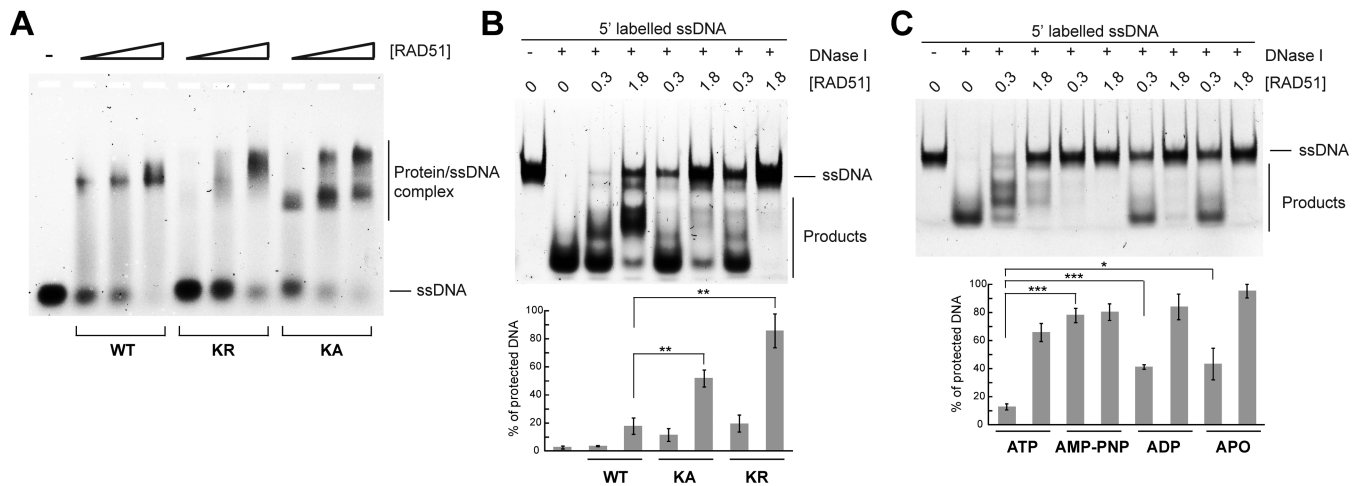 A
- [RAD51]
Protein/ssDNA
complex
ssDNA
WT KR KA
B
5' labelled ssDNA
- + + + + + + + DNase I
0 0 0.3 1.8 0.3 1.8 0.3 1.8 [RAD51]
ssDNA
Products
% of protected DNA
100
80
60
40
20
0
** **
WT KA KR
C
5' labelled ssDNA
- + + + + + + + + + DNase I
0 0 0.3 1.8 0.3 1.8 0.3 1.8 0.3 1.8 [RAD51]
ssDNA
Products
% of protected DNA
100
80
60
40
20
0
*** *** *
ATP AMP-PNP ADP APO